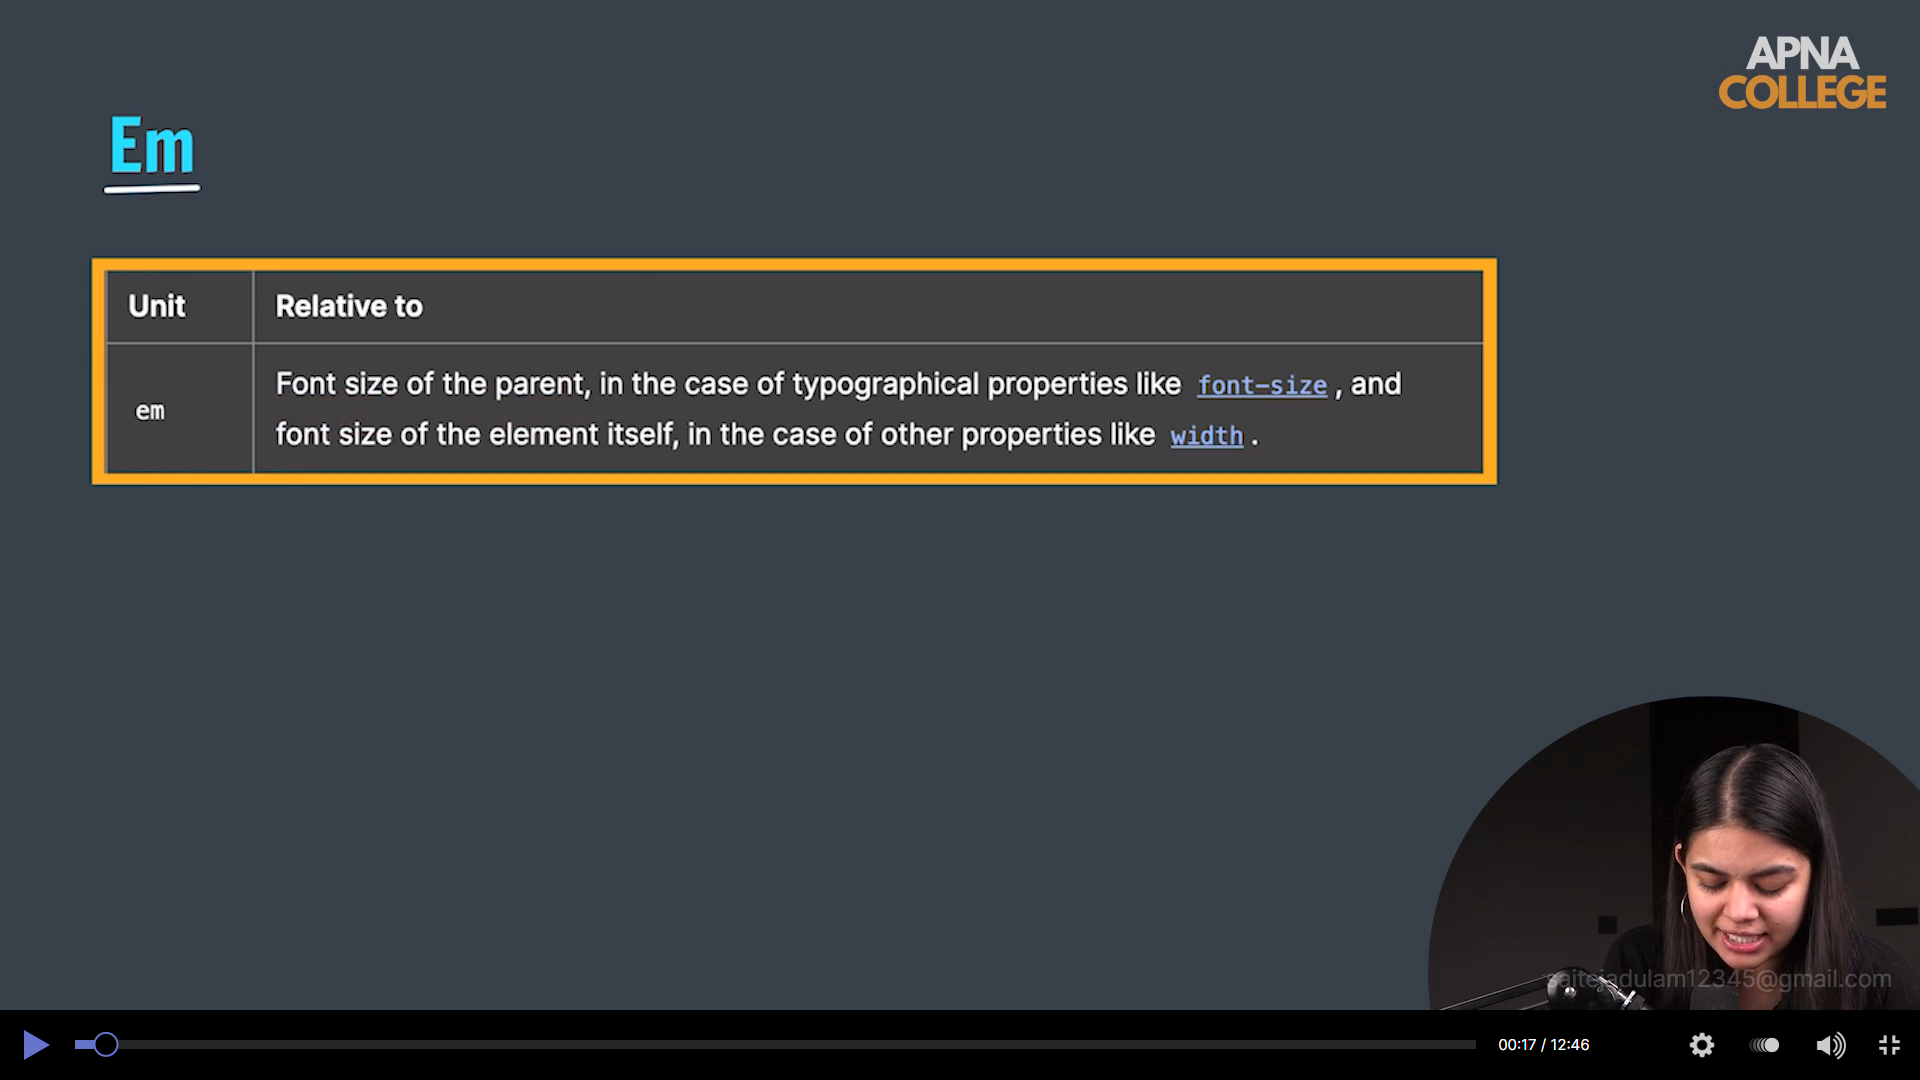 APNA
COLLEGE
Em
Unit
Relative to
em
Font size of the parent, in the case of typographical properties like font-size, and
font size of the element itself, in the case of other properties like width.
saitejadulam12345@gmail.com
00:17 / 12:46